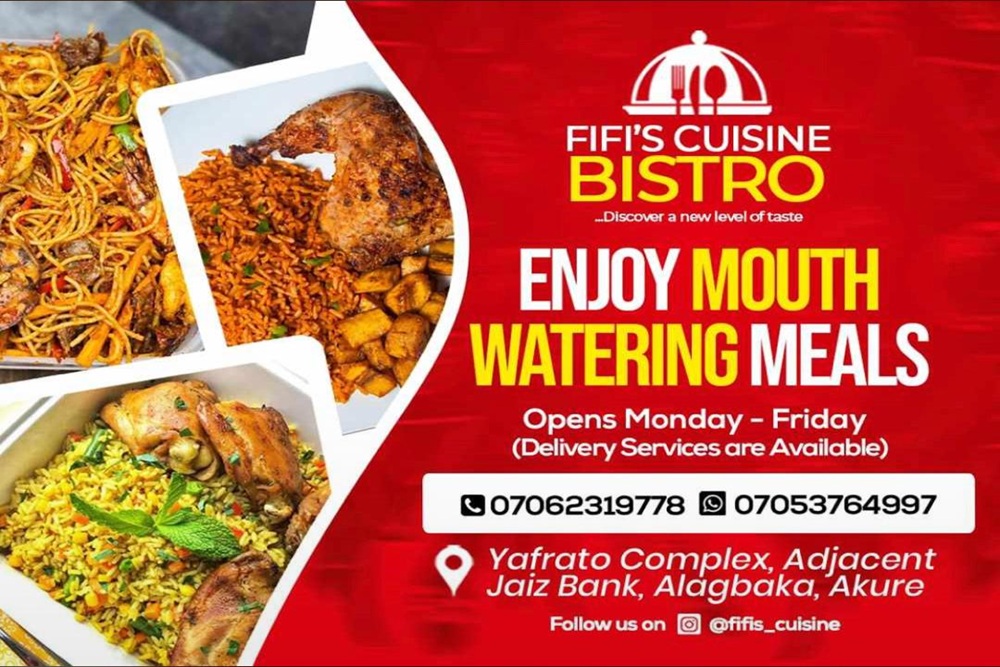 FIFI'S CUISINE
BISTRO
...Discover a new level of taste
ENJOY MOUTH
WATERING MEALS
Opens Monday - Friday
(Delivery Services are Available)
07062319778 07053764997
Yafrato Complex, Adjacent
Jaiz Bank, Alagbaka, Akure
Follow us on @fifis_cuisine